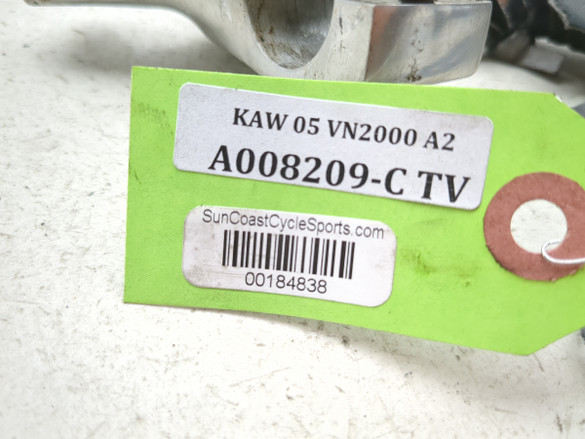 KAW 05 VN2000 A2
A008209-C TV
SunCoastCycleSports.com
00184838